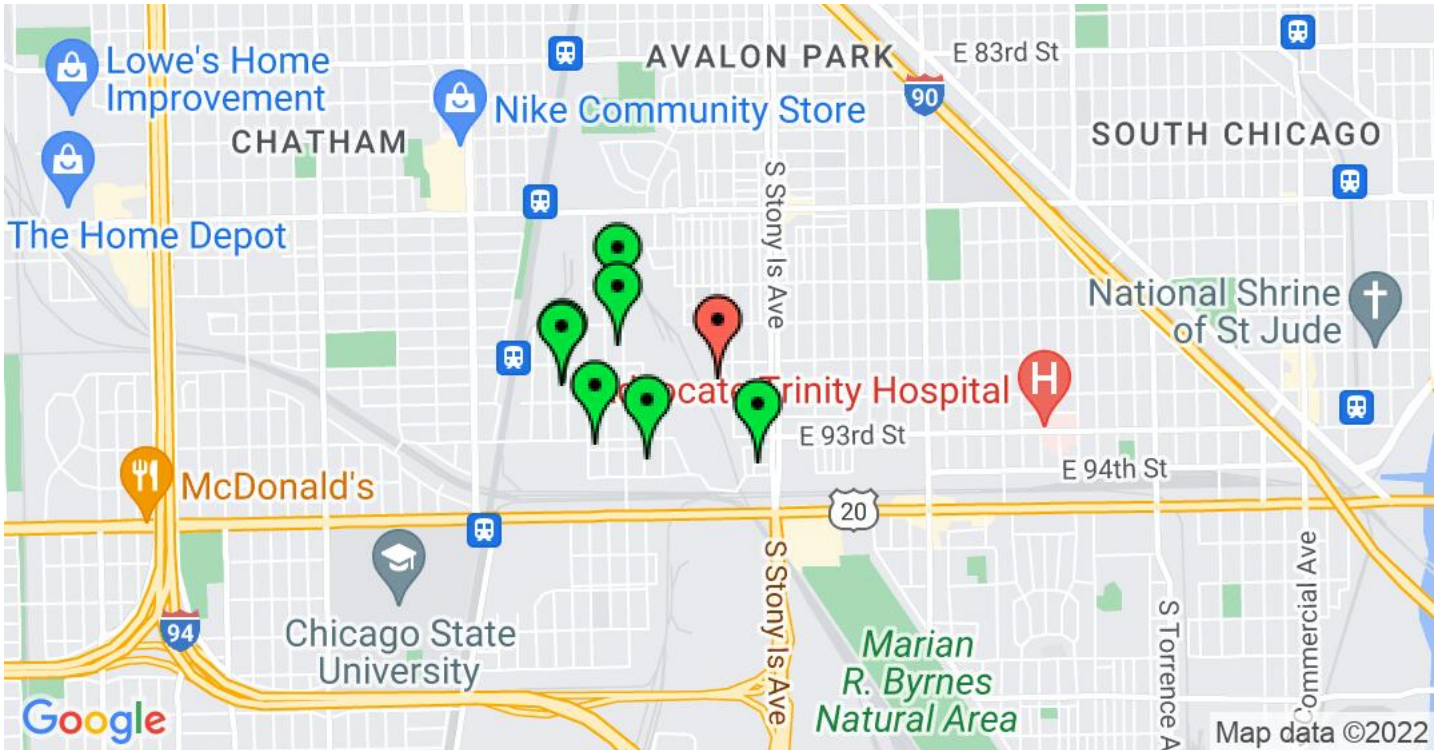 Lowe's Home
Improvement
AVALON PARK
E 83rd St
90
Nike Community Store
CHATHAM
SOUTH CHICAGO
The Home Depot
S Stony Is Ave
National Shrine
of St Jude
Trinity Hospital
H
E 93rd St
E 94th St
McDonald's
20
Chicago State
University
94
S Stony Is Ave
Marian
R. Byrnes
Natural Area
S Torrence A
Commercial Ave
Google
Map data ©2022